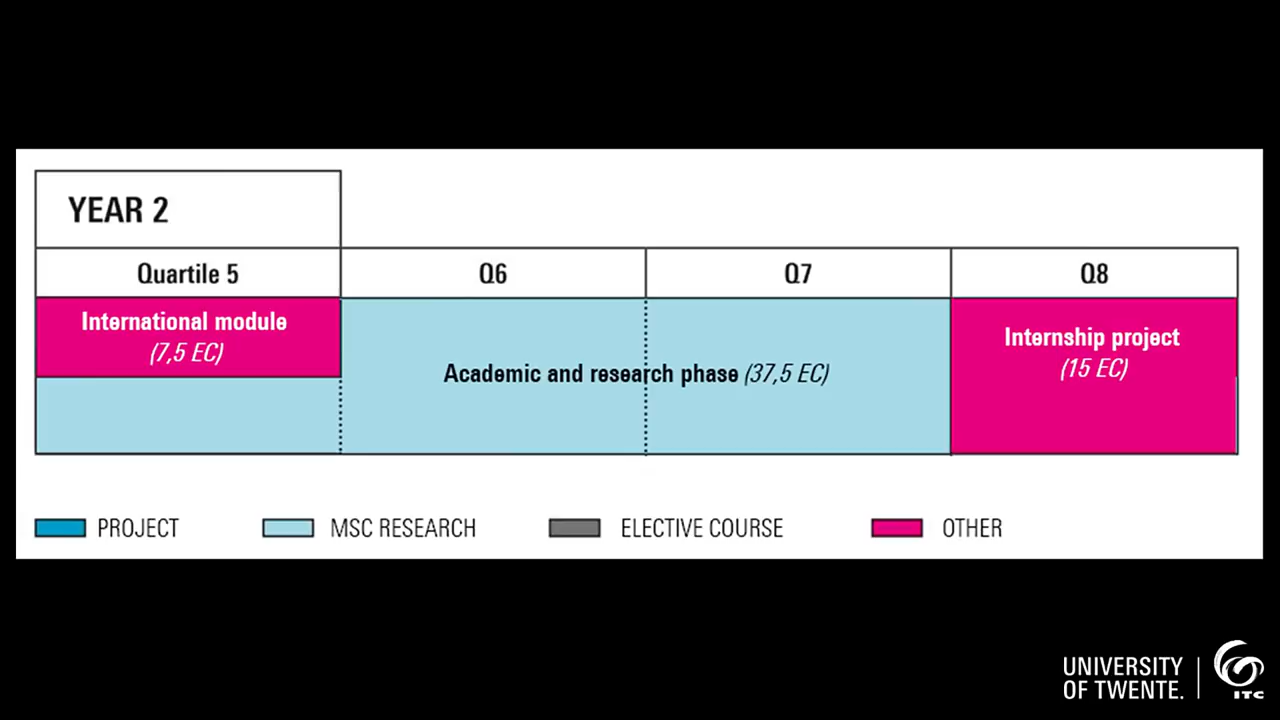 YEAR 2
Quartile 5
Q6
Q7
Q8
International module
(7,5 EC)
Academic and research phase (37,5 EC)
Internship project
(15 EC)
PROJECT
MSC RESEARCH
ELECTIVE COURSE
OTHER
UNIVERSITY
OF TWENTE.
ITC